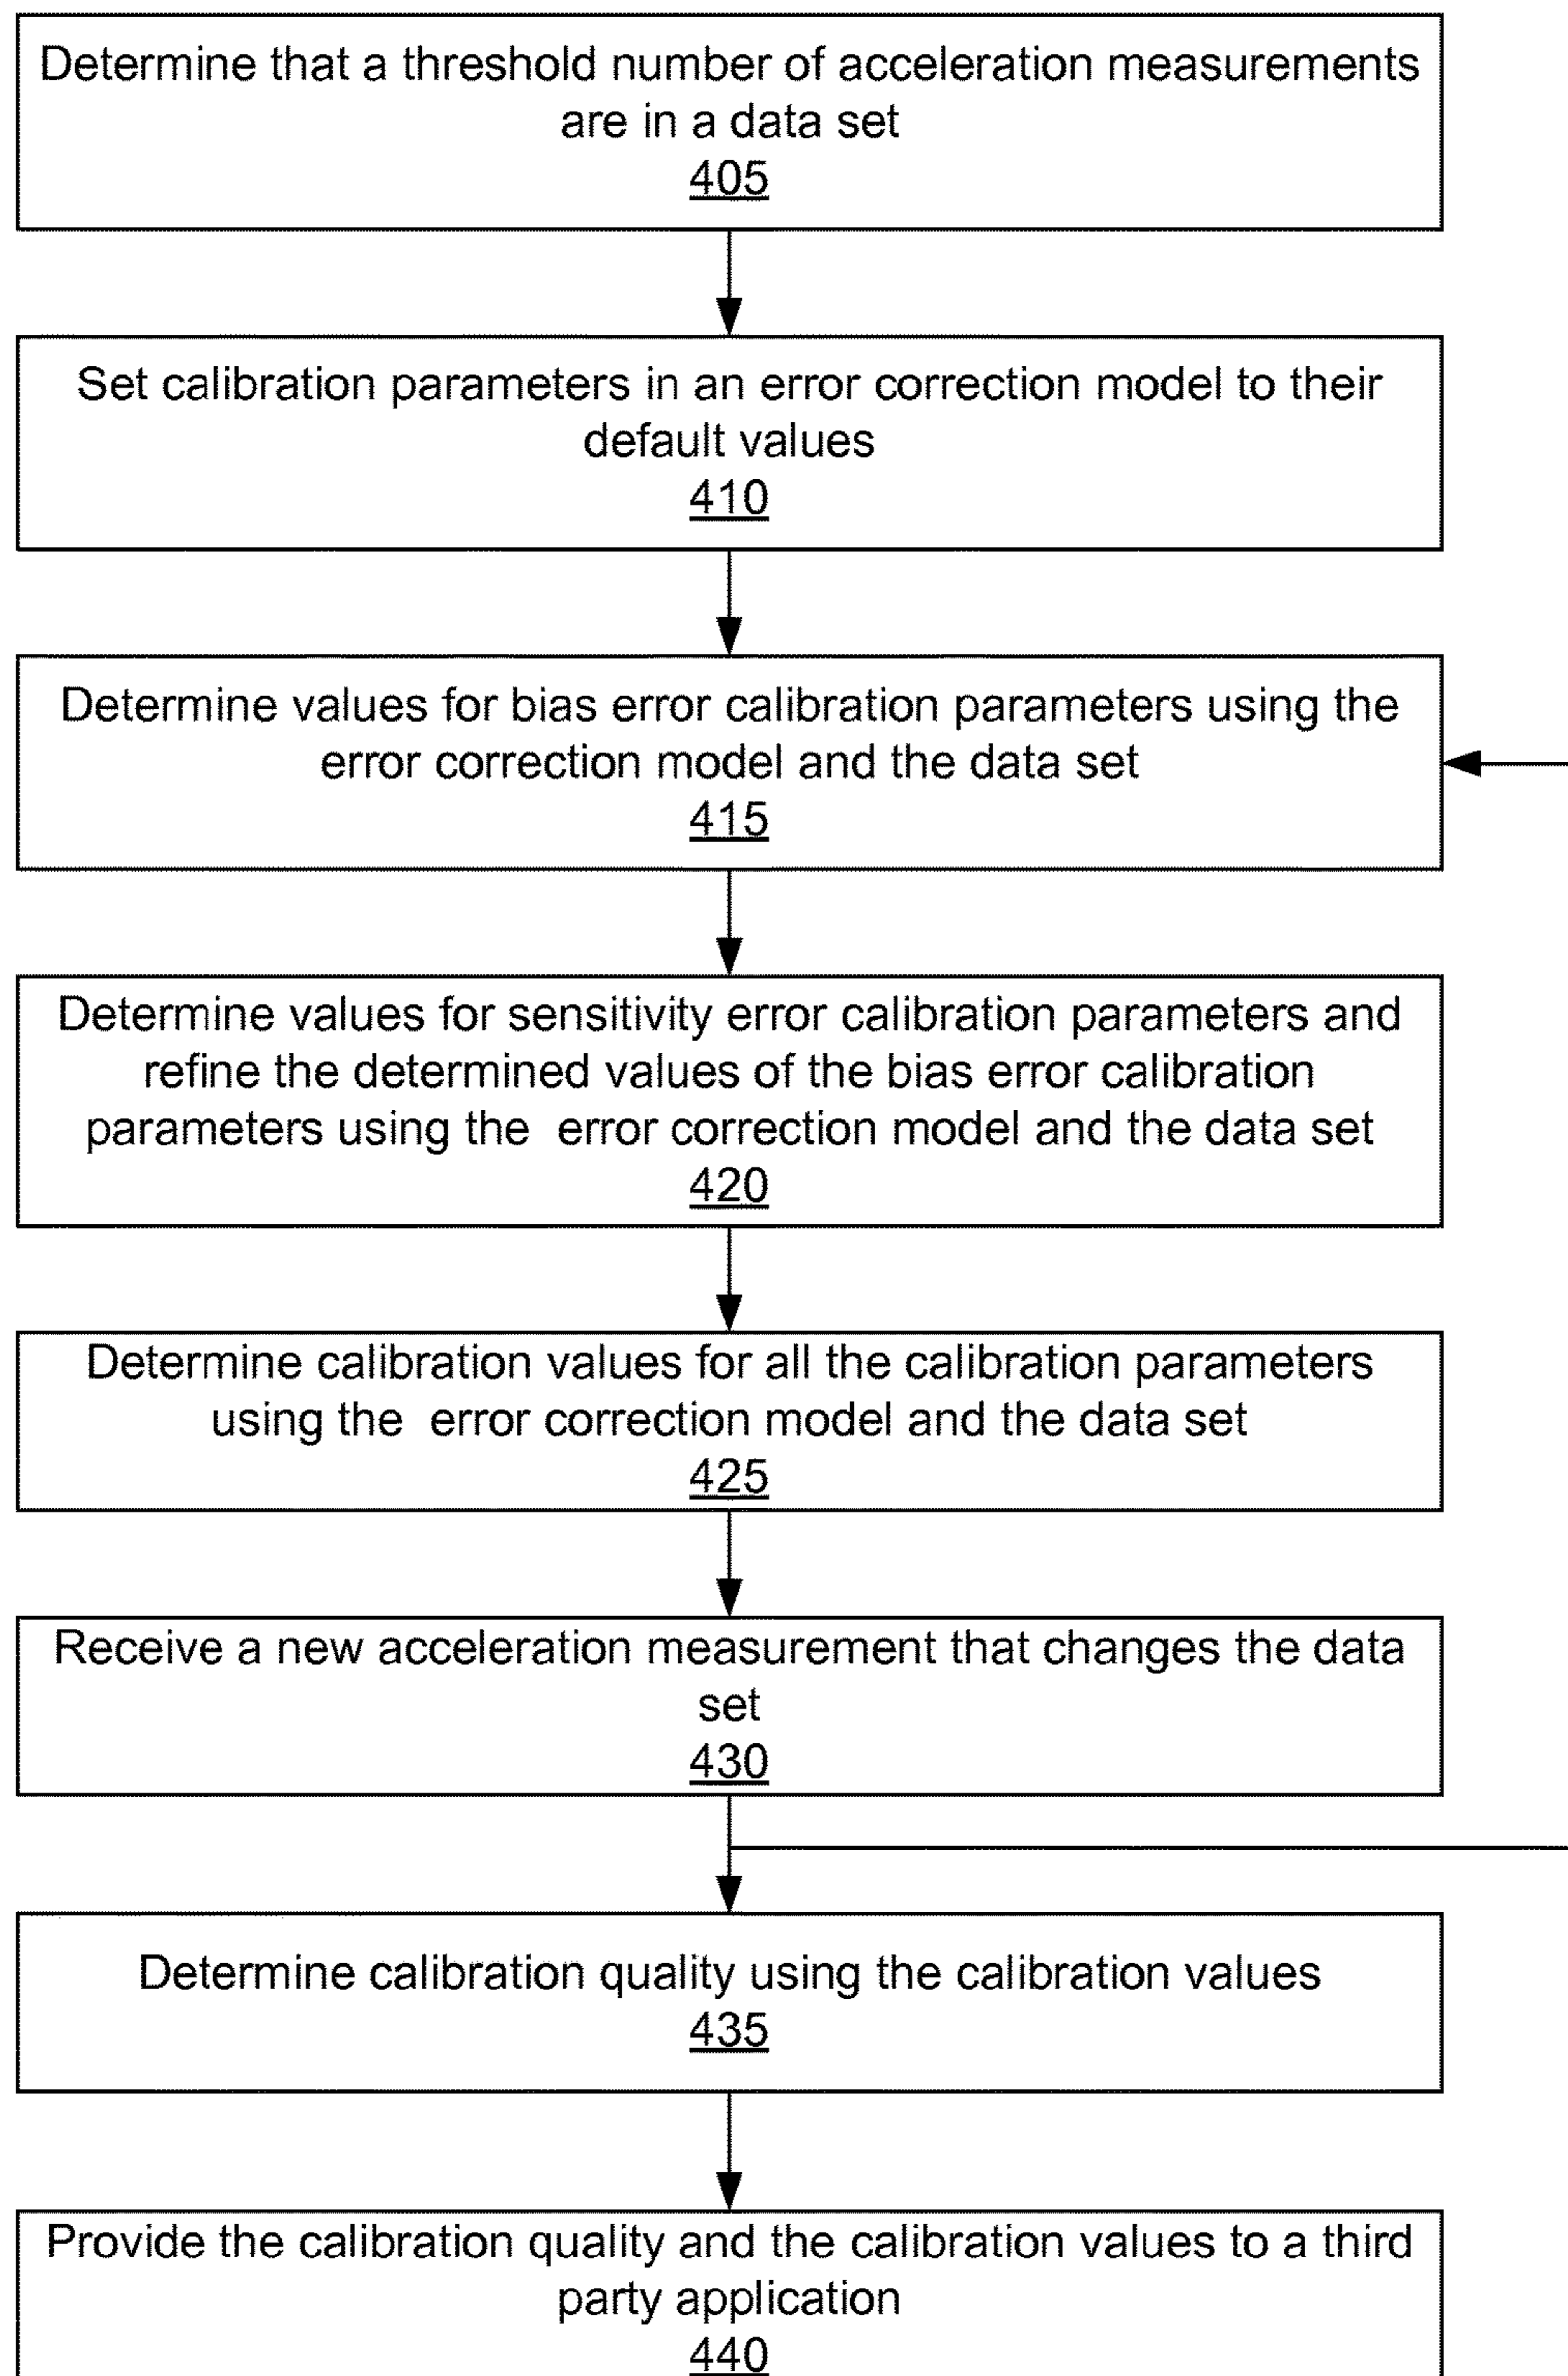 Determine that a threshold number of acceleration measurements
are in a data set
405
Set calibration parameters in an error correction model to their
default values
410
Determine values for bias error calibration parameters using the
error correction model and the data set
415
Determine values for sensitivity error calibration parameters and
refine the determined values of the bias error calibration
parameters using the  error correction model and the data set
420
Determine calibration values for all the calibration parameters
using the  error correction model and the data set
425
Receive a new acceleration measurement that changes the data
set
430
Determine calibration quality using the calibration values
435
Provide the calibration quality and the calibration values to a third
party application
440